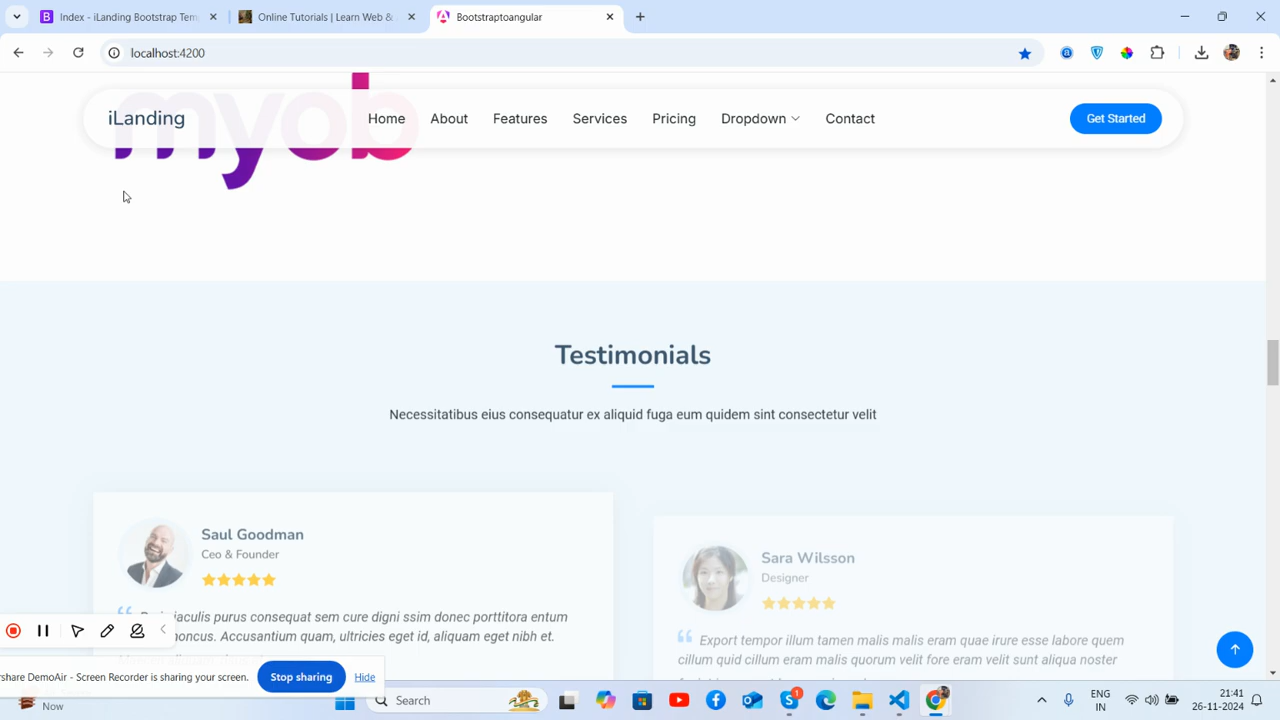 Index - iLanding Bootstrap Tem
Online Tutorials | Learn Web &
Bootstraptoangular
localhost:4200
myob
iLanding
Home
About
Features
Services
Pricing
Dropdown
Contact
Get Started
Testimonials
Necessitatibus eius consequatur ex aliquid fuga eum quidem sint consectetur velit
Saul Goodman
Ceo & Founder
iaculis purus consequat sem cure digni ssim donec porttitora entum
honcus. Accusantium quam, ultricies eget id, aliquam eget nibh et.
Sara Wilsson
Designer
Export tempor illum tamen malis malis eram quae irure esse labore quem
cillum quid cillum eram malis quorum velit fore eram velit sunt aliqua noster
rshare DemoAir - Screen Recorder is sharing your screen.
Stop sharing
Hide
Now
Search
1
ENG
IN
21:41
26-11-2024